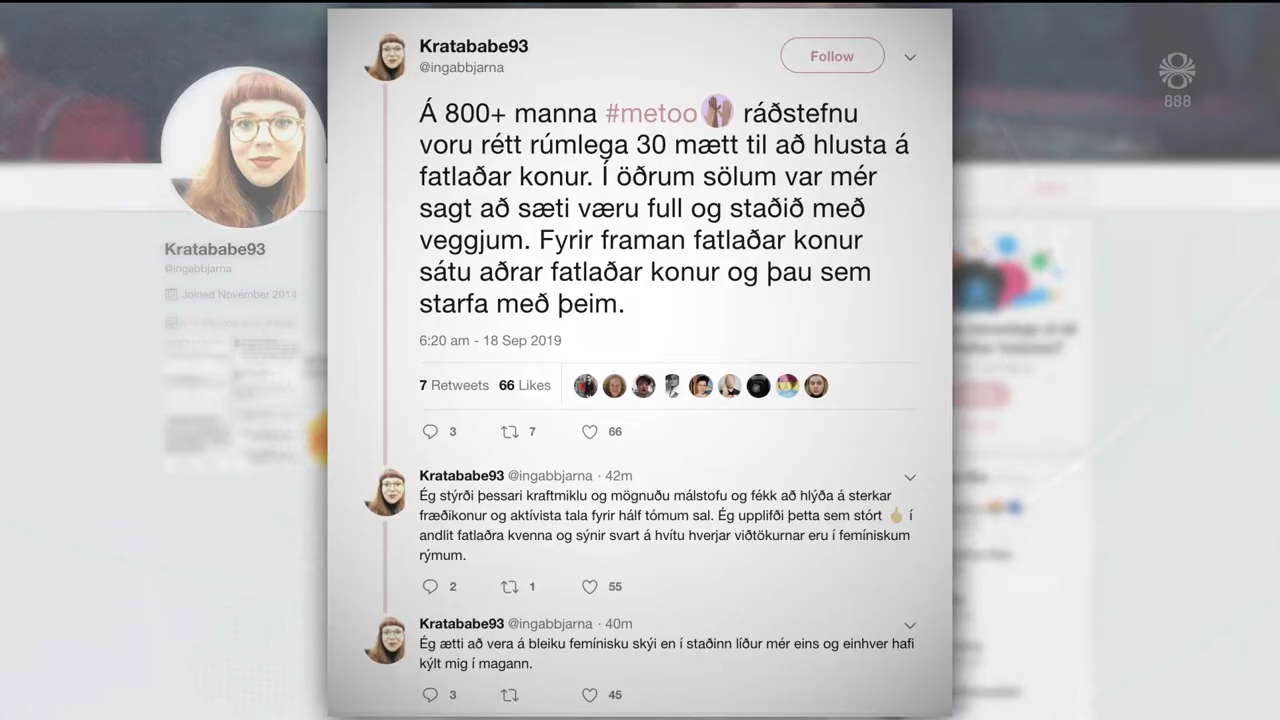 Kratababe93
@ingabbjarna
Follow
888
Á 800+ manna #metoo ráðstefnu
voru rétt rúmlega 30 mætt til að hlusta á
fatlaðar konur. Í öðrum sölum var mér
sagt að sæti væru full og staðið með
veggjum. Fyrir framan fatlaðar konur
sátu aðrar fatlaðar konur og þau sem
starfa með þeim.
6:20 am - 18 Sep 2019
7 Retweets 66 Likes
3 7 66
Kratababe93
@ingabbjarna
Joined November 2014
Kratababe93 @ingabbjarna · 42m
Ég stýrði þessari kraftmiklu og mögnuðu málstofu og fékk að hlýða á sterkar
fræðikonur og aktívista tala fyrir hálf tómum sal. Ég upplifði þetta sem stórt 🖕 í
andlit fatlaðra kvenna og sýnir svart á hvítu hverjar viðtökurnar eru í femíniskum
rýmum.
2 1 55
Kratababe93 @ingabbjarna · 40m
Ég ætti að vera á bleiku femínisku skýi en í staðinn líður mér eins og einhver hafi
kýlt mig í magann.
3 45